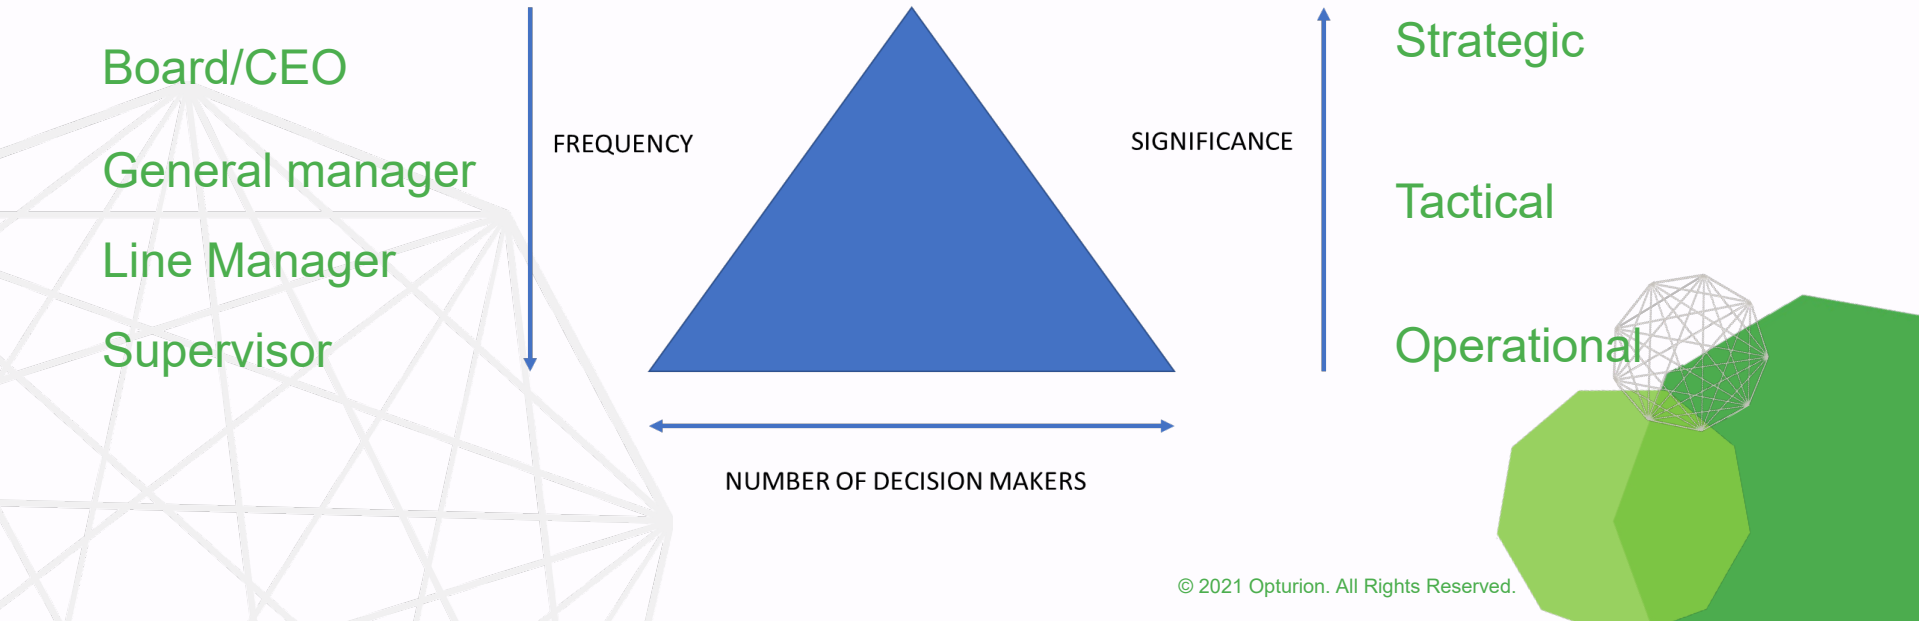 Board/CEO
General manager
Line Manager
Supervisor
FREQUENCY
SIGNIFICANCE
Strategic
Tactical
Operational
NUMBER OF DECISION MAKERS
© 2021 Opturion. All Rights Reserved.